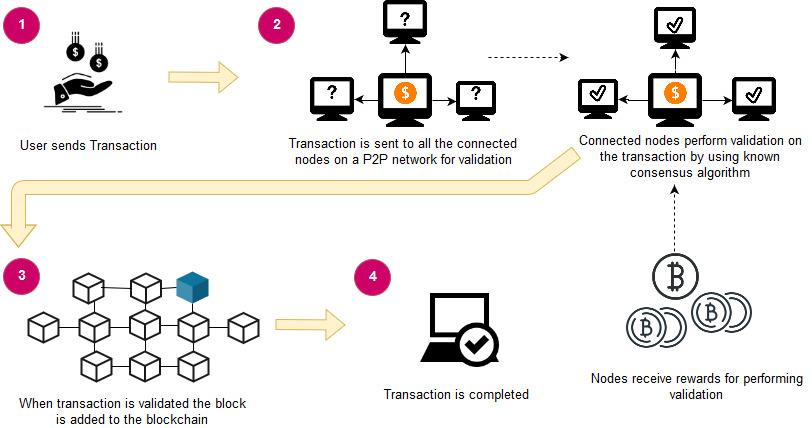 1
User sends Transaction
2
? 
?
?
$
$
$
Transaction is sent to all the connected
nodes on a P2P network for validation
$
Connected nodes perform validation on
the transaction by using known
consensus algorithm
3
When transaction is validated the block
is added to the blockchain
4
Transaction is completed
₿
₿
₿
Nodes receive rewards for performing
validation